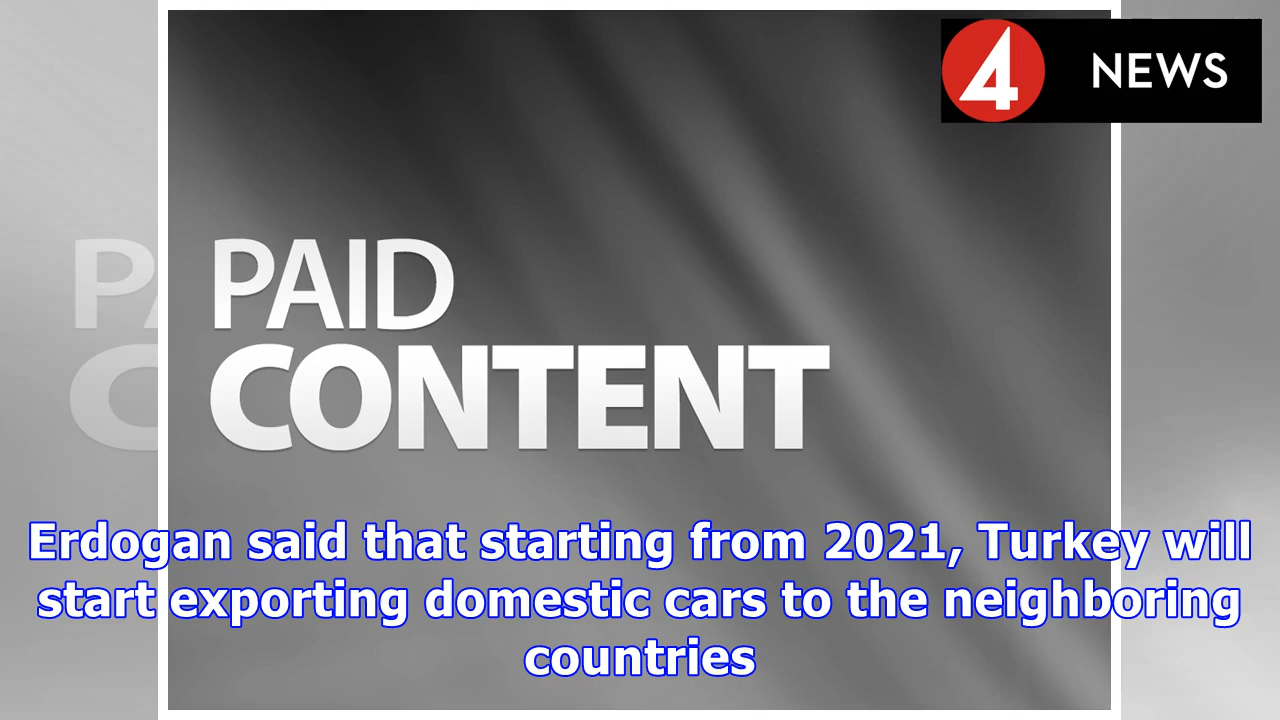 4 NEWS
PAID
CONTENT
Erdogan said that starting from 2021, Turkey will
start exporting domestic cars to the neighboring
countries